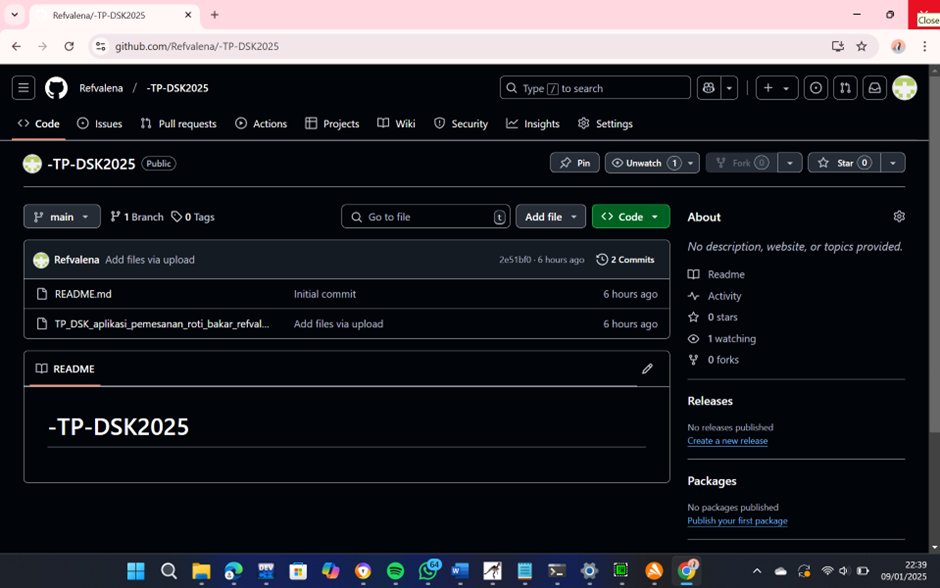 Refvalena/-TP-DSK2025
Close
github.com/Refvalena/-TP-DSK2025
Refvalena / -TP-DSK2025
Type / to search
Code Issues Pull requests Actions Projects Wiki Security Insights Settings
-TP-DSK2025 Public
Pin Unwatch 1 Fork 0 Star 0
main 1 Branch 0 Tags Go to file t Add file Code
Refvalena Add files via upload 2e51bf0 · 6 hours ago 2 Commits
README.md Initial commit 6 hours ago
TP_DSK_aplikasi_pemesanan_roti_bakar_refval... Add files via upload 6 hours ago
README
-TP-DSK2025
About
No description, website, or topics provided.
Readme
Activity
0 stars
1 watching
0 forks
Releases
No releases published
Create a new release
Packages
No packages published
Publish your first package
22:39
09/01/2025